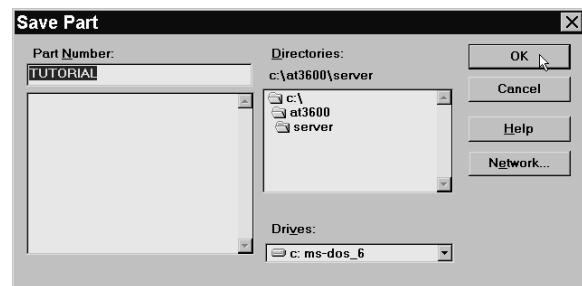 Save Part
Part Number:
TUTORIAL
Directories:
c:\at3600\server
c:\
at3600
server
Drives:
c: ms-dos_6
OK
Cancel
Help
Network...